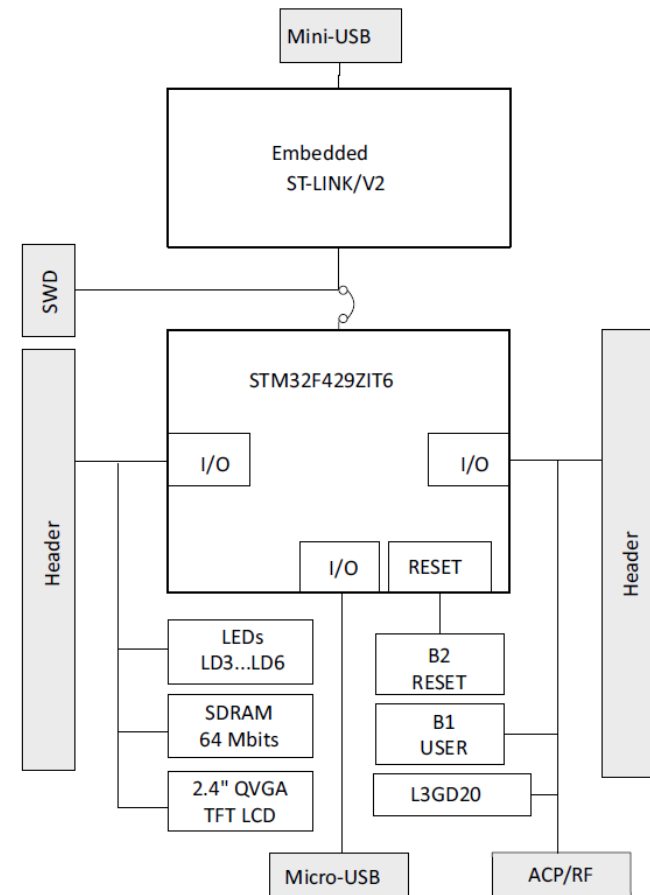 Mini-USB
Embedded
ST-LINK/V2
SWD
STM32F429ZIT6
I/O
I/O
Header
Header
I/O
RESET
LEDs
LD3...LD6
B2
RESET
SDRAM
64 Mbits
B1
USER
2.4" QVGA
TFT LCD
L3GD20
Micro-USB
ACP/RF